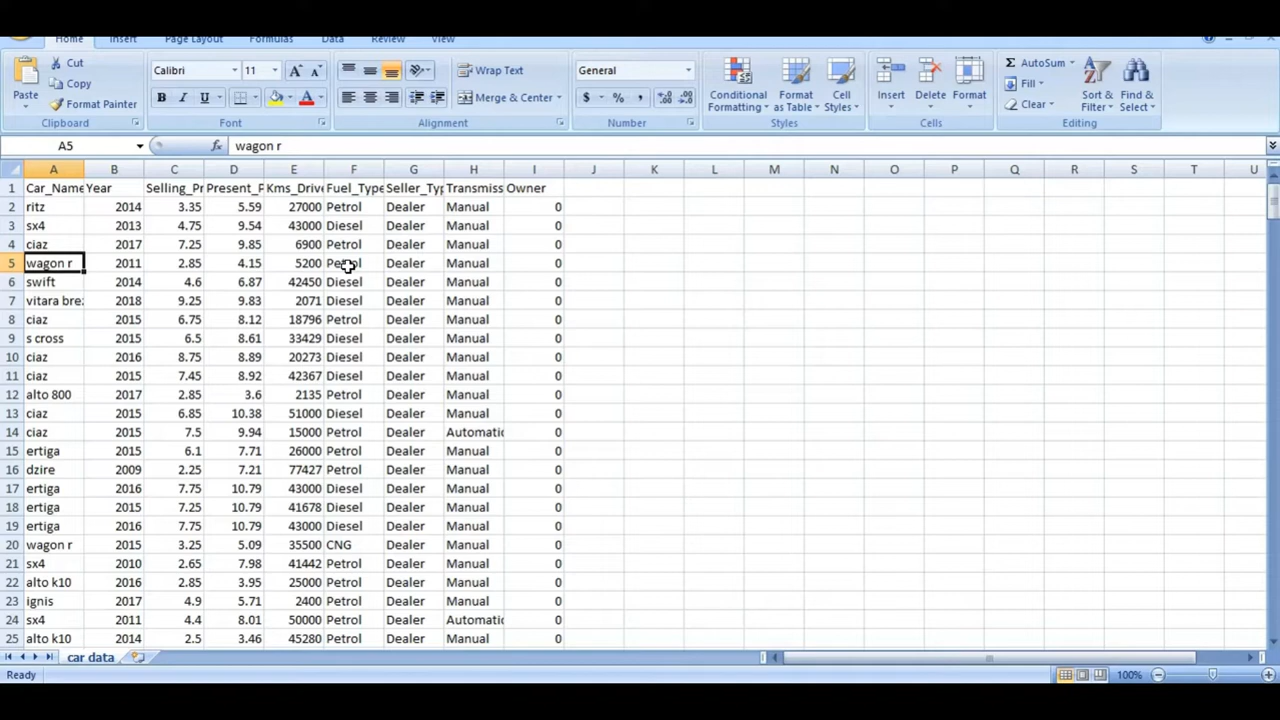 Home Insert Page Layout Formulas Data Review View
Cut Calibri 11 Wrap Text General AutoSum
Copy Fill
Paste Format Painter Merge & Center $ % , Conditional Formatting Format as Table Cell Styles Insert Delete Format Clear Sort & Filter Find & Select
Clipboard Font Alignment Number Styles Cells Editing
A5 fx wagon r
A B C D E F G H I J K L M N O P Q R S T U
1 Car_Name Year Selling_Pr Present_P Kms_Drive Fuel_Type Seller_Typ Transmiss Owner
2 ritz 2014 3.35 5.59 27000 Petrol Dealer Manual 0
3 sx4 2013 4.75 9.54 43000 Diesel Dealer Manual 0
4 ciaz 2017 7.25 9.85 6900 Petrol Dealer Manual 0
5 wagon r 2011 2.85 4.15 5200 Petrol Dealer Manual 0
6 swift 2014 4.6 6.87 42450 Diesel Dealer Manual 0
7 vitara brez 2018 9.25 9.83 2071 Diesel Dealer Manual 0
8 ciaz 2015 6.75 8.12 18796 Petrol Dealer Manual 0
9 s cross 2015 6.5 8.61 33429 Diesel Dealer Manual 0
10 ciaz 2016 8.75 8.89 20273 Diesel Dealer Manual 0
11 ciaz 2015 7.45 8.92 42367 Diesel Dealer Manual 0
12 alto 800 2017 2.85 3.6 2135 Petrol Dealer Manual 0
13 ciaz 2015 6.85 10.38 51000 Diesel Dealer Manual 0
14 ciaz 2015 7.5 9.94 15000 Petrol Dealer Automatic 0
15 ertiga 2015 6.1 7.71 26000 Petrol Dealer Manual 0
16 dzire 2009 2.25 7.21 77427 Petrol Dealer Manual 0
17 ertiga 2016 7.75 10.79 43000 Diesel Dealer Manual 0
18 ertiga 2015 7.25 10.79 41678 Diesel Dealer Manual 0
19 ertiga 2016 7.75 10.79 43000 Diesel Dealer Manual 0
20 wagon r 2015 3.25 5.09 35500 CNG Dealer Manual 0
21 sx4 2010 2.65 7.98 41442 Petrol Dealer Manual 0
22 alto k10 2016 2.85 3.95 25000 Petrol Dealer Manual 0
23 ignis 2017 4.9 5.71 2400 Petrol Dealer Manual 0
24 sx4 2011 4.4 8.01 50000 Petrol Dealer Automatic 0
25 alto k10 2014 2.5 3.46 45280 Petrol Dealer Manual 0
car data
Ready 100%